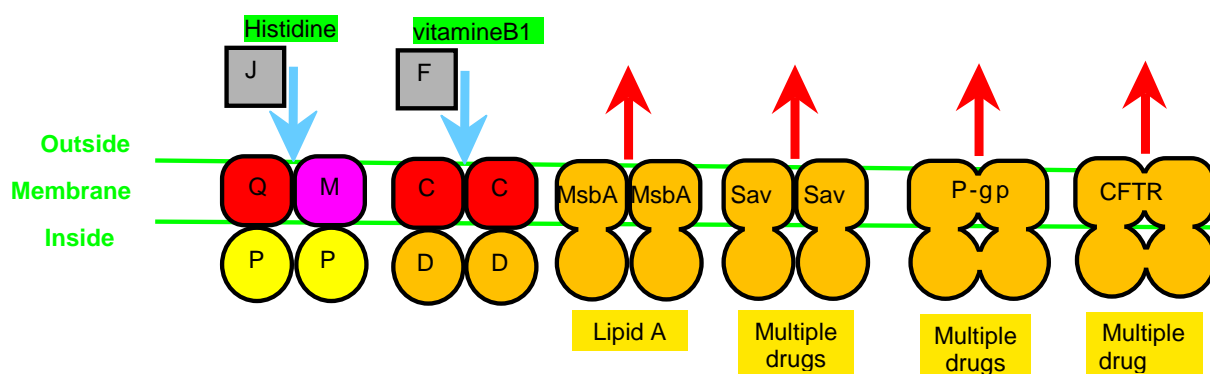 Histidine
vitamineB1
J
F
Outside
Membrane
Inside
Q M C C MsbA MsbA Sav Sav P-gp CFTR
P P D D
Lipid A
Multiple
drugs
Multiple
drugs
Multiple
drug